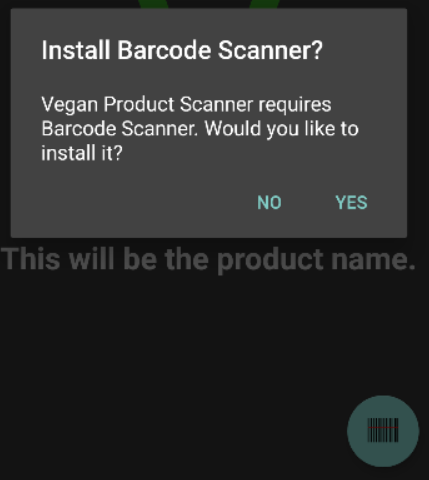 Install Barcode Scanner?
Vegan Product Scanner requires
Barcode Scanner. Would you like to
install it?
NO YES
This will be the product name.